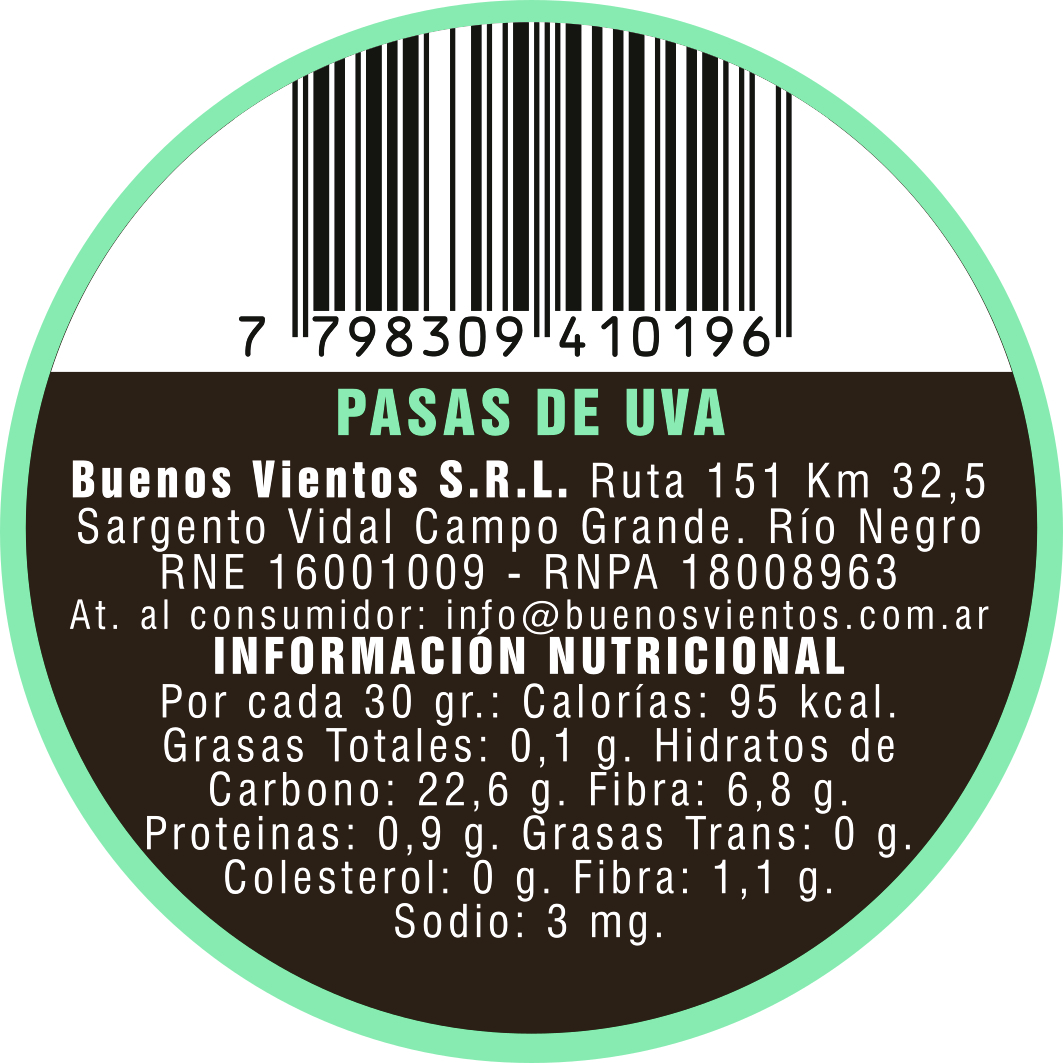 7 798309 410196
PASAS DE UVA
Buenos Vientos S.R.L. Ruta 151 Km 32,5
Sargento Vidal Campo Grande. Río Negro
RNE 16001009 - RNPA 18008963
At. al consumidor: info@buenosvientos.com.ar
INFORMACIÓN NUTRICIONAL
Por cada 30 gr.: Calorías: 95 kcal.
Grasas Totales: 0,1 g. Hidratos de
Carbono: 22,6 g. Fibra: 6,8 g.
Proteinas: 0,9 g. Grasas Trans: 0 g.
Colesterol: 0 g. Fibra: 1,1 g.
Sodio: 3 mg.